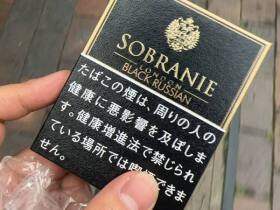 SOBRANIE
LONDON
BLACK RUSSIAN
たばこの煙は、周りの人の
健康に悪影響を及ぼしま
す。健康増進法で禁じられ
ている場所では喫煙できま
せん。